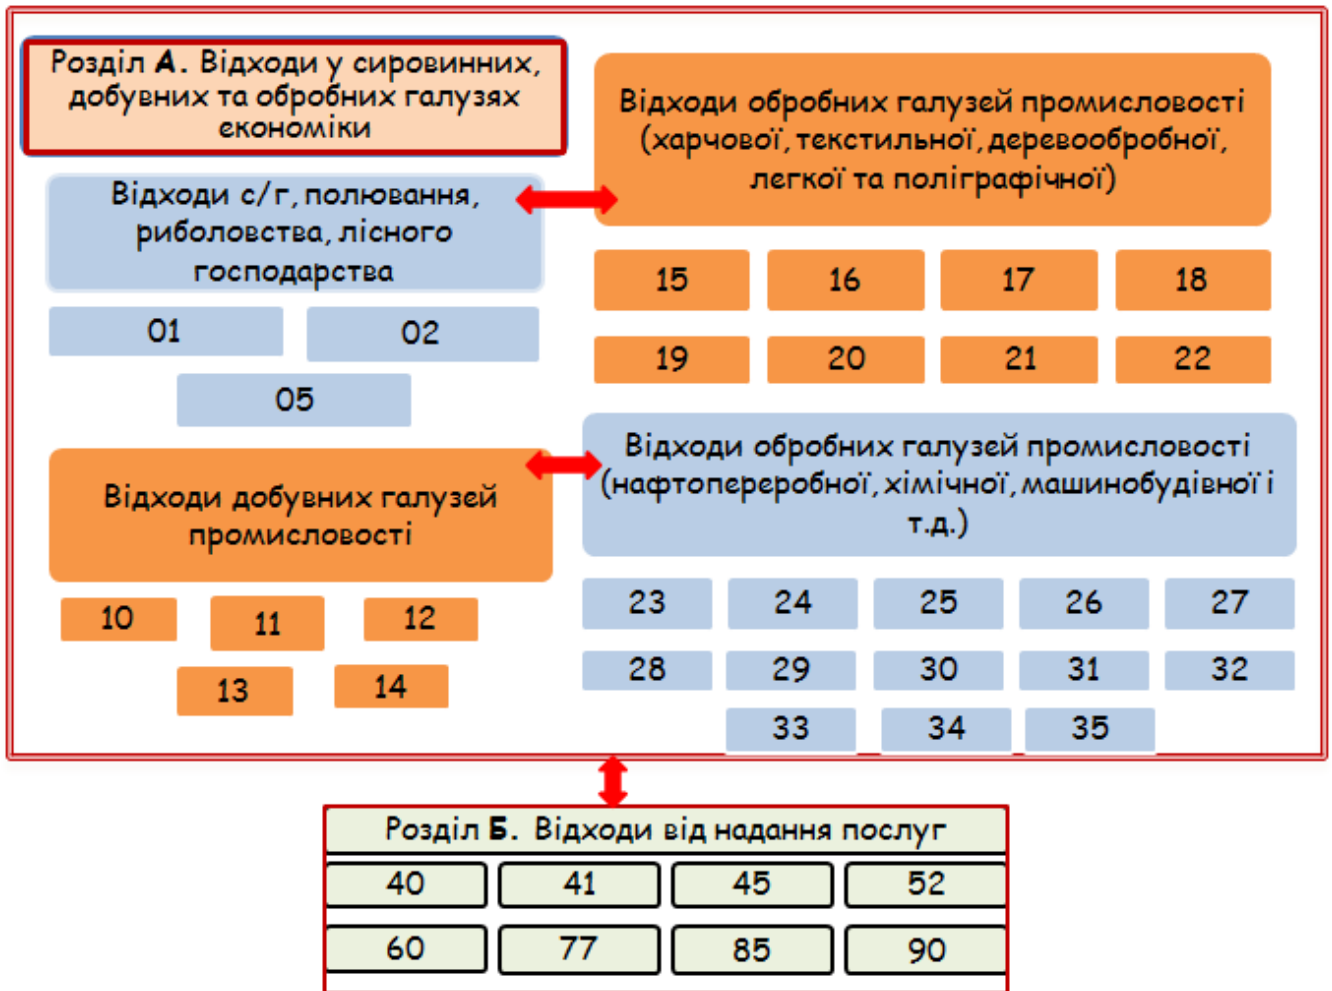 Розділ А. Відходи у сировинних,
добувних та обробних галузях
економіки
Відходи с/г, полювання,
риболовства, лісного
господарства
01 02
05
Відходи обробних галузей промисловості
(харчової, текстильної, деревообробної,
легкої та поліграфічної)
15 16 17 18
19 20 21 22
Відходи добувних галузей
промисловості
10 11 12
13 14
Відходи обробних галузей промисловості
(нафтопереробної, хімічної, машинобудівної і
т.д.)
23 24 25 26 27
28 29 30 31 32
33 34 35
Розділ Б. Відходи від надання послуг
40 41 45 52
60 77 85 90